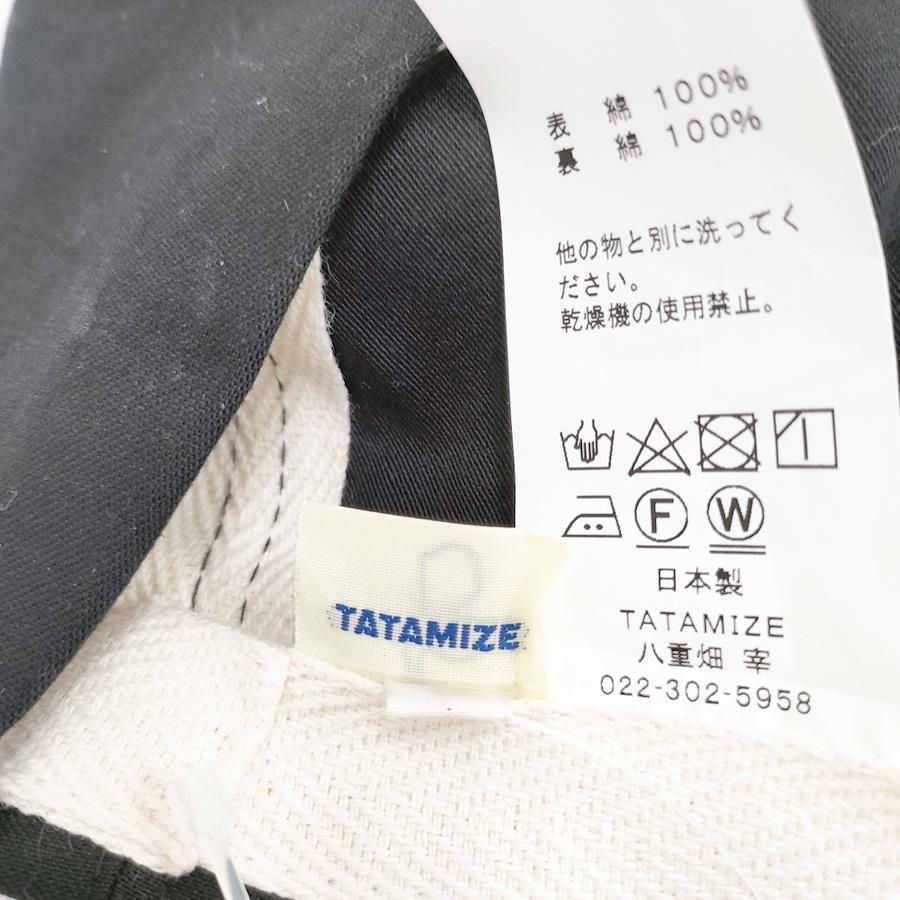 表 綿 100%
裏 綿 100%
他の物と別に洗ってく
ださい。
乾燥機の使用禁止。
F W
日本製
TATAMIZE
八重畑 宰
022-302-5958
TATAMIZE